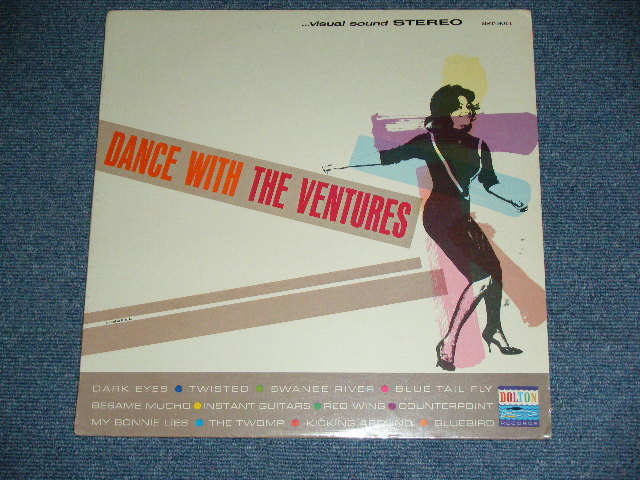 ...visual sound STEREO
DANCE WITH THE VENTURES
DARK EYES • TWISTED • SWANEE RIVER • BLUE TAIL FLY
BESAME MUCHO • INSTANT GUITARS • RED WING • COUNTERPOINT
MY BONNIE LIES • THE TWOMP • KICKING AROUND • BLUEBIRD
DOLTON
RECORDS